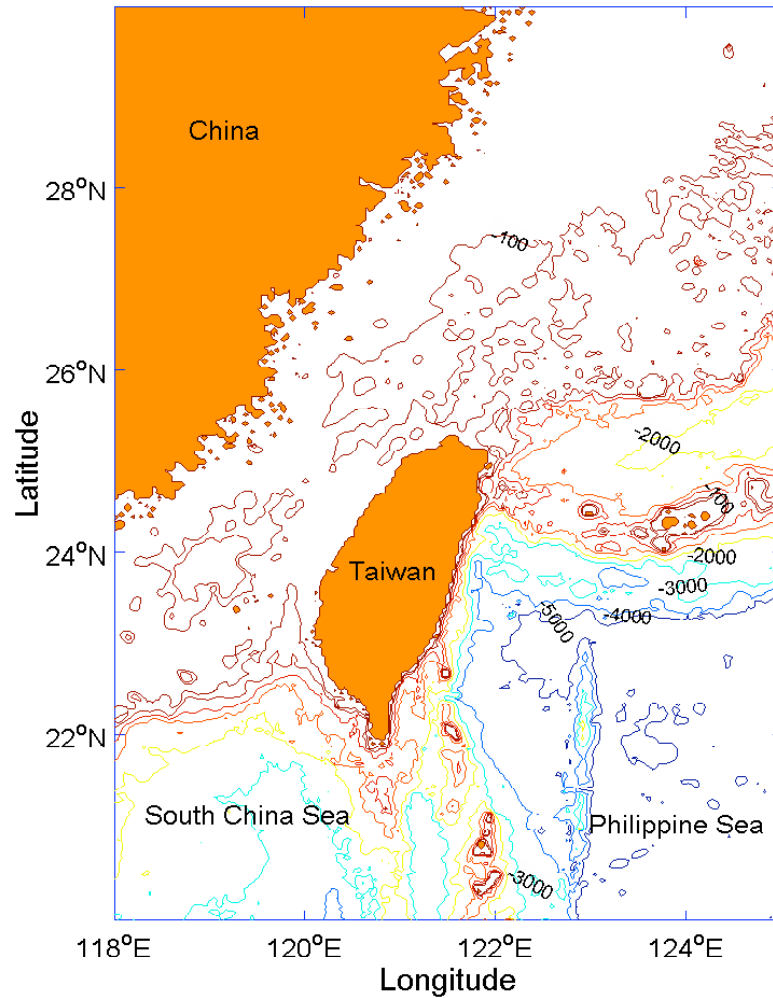 China
28°N
-100
26°N
-2000
-100
Latitude
24°N
Taiwan
-2000
-3000
-4000
-5000
22°N
South China Sea
Philippine Sea
-3000
118°E
120°E
122°E
124°E
Longitude